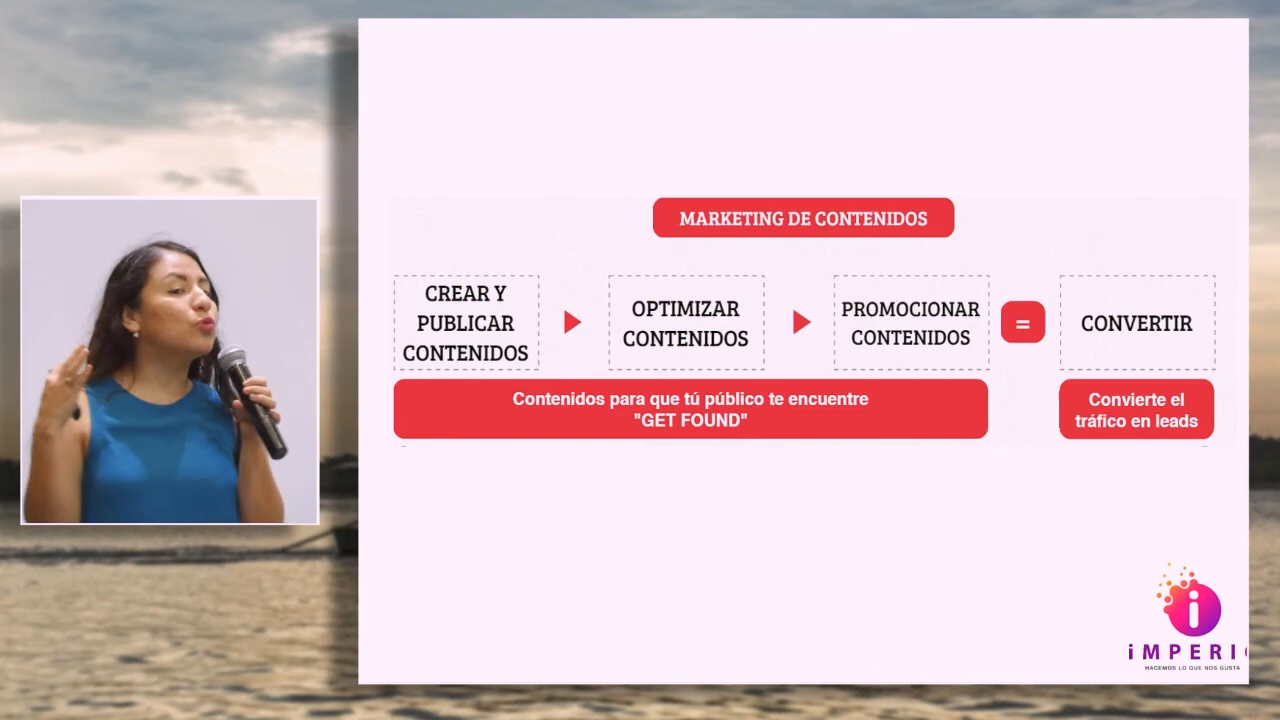 MARKETING DE CONTENIDOS
CREAR Y
PUBLICAR
CONTENIDOS
OPTIMIZAR
CONTENIDOS
PROMOCIONAR
CONTENIDOS
=
CONVERTIR
Contenidos para que tú público te encuentre
"GET FOUND"
Convierte el
tráfico en leads
i
iMPERI
HACEMOS LO QUE NOS GUSTA